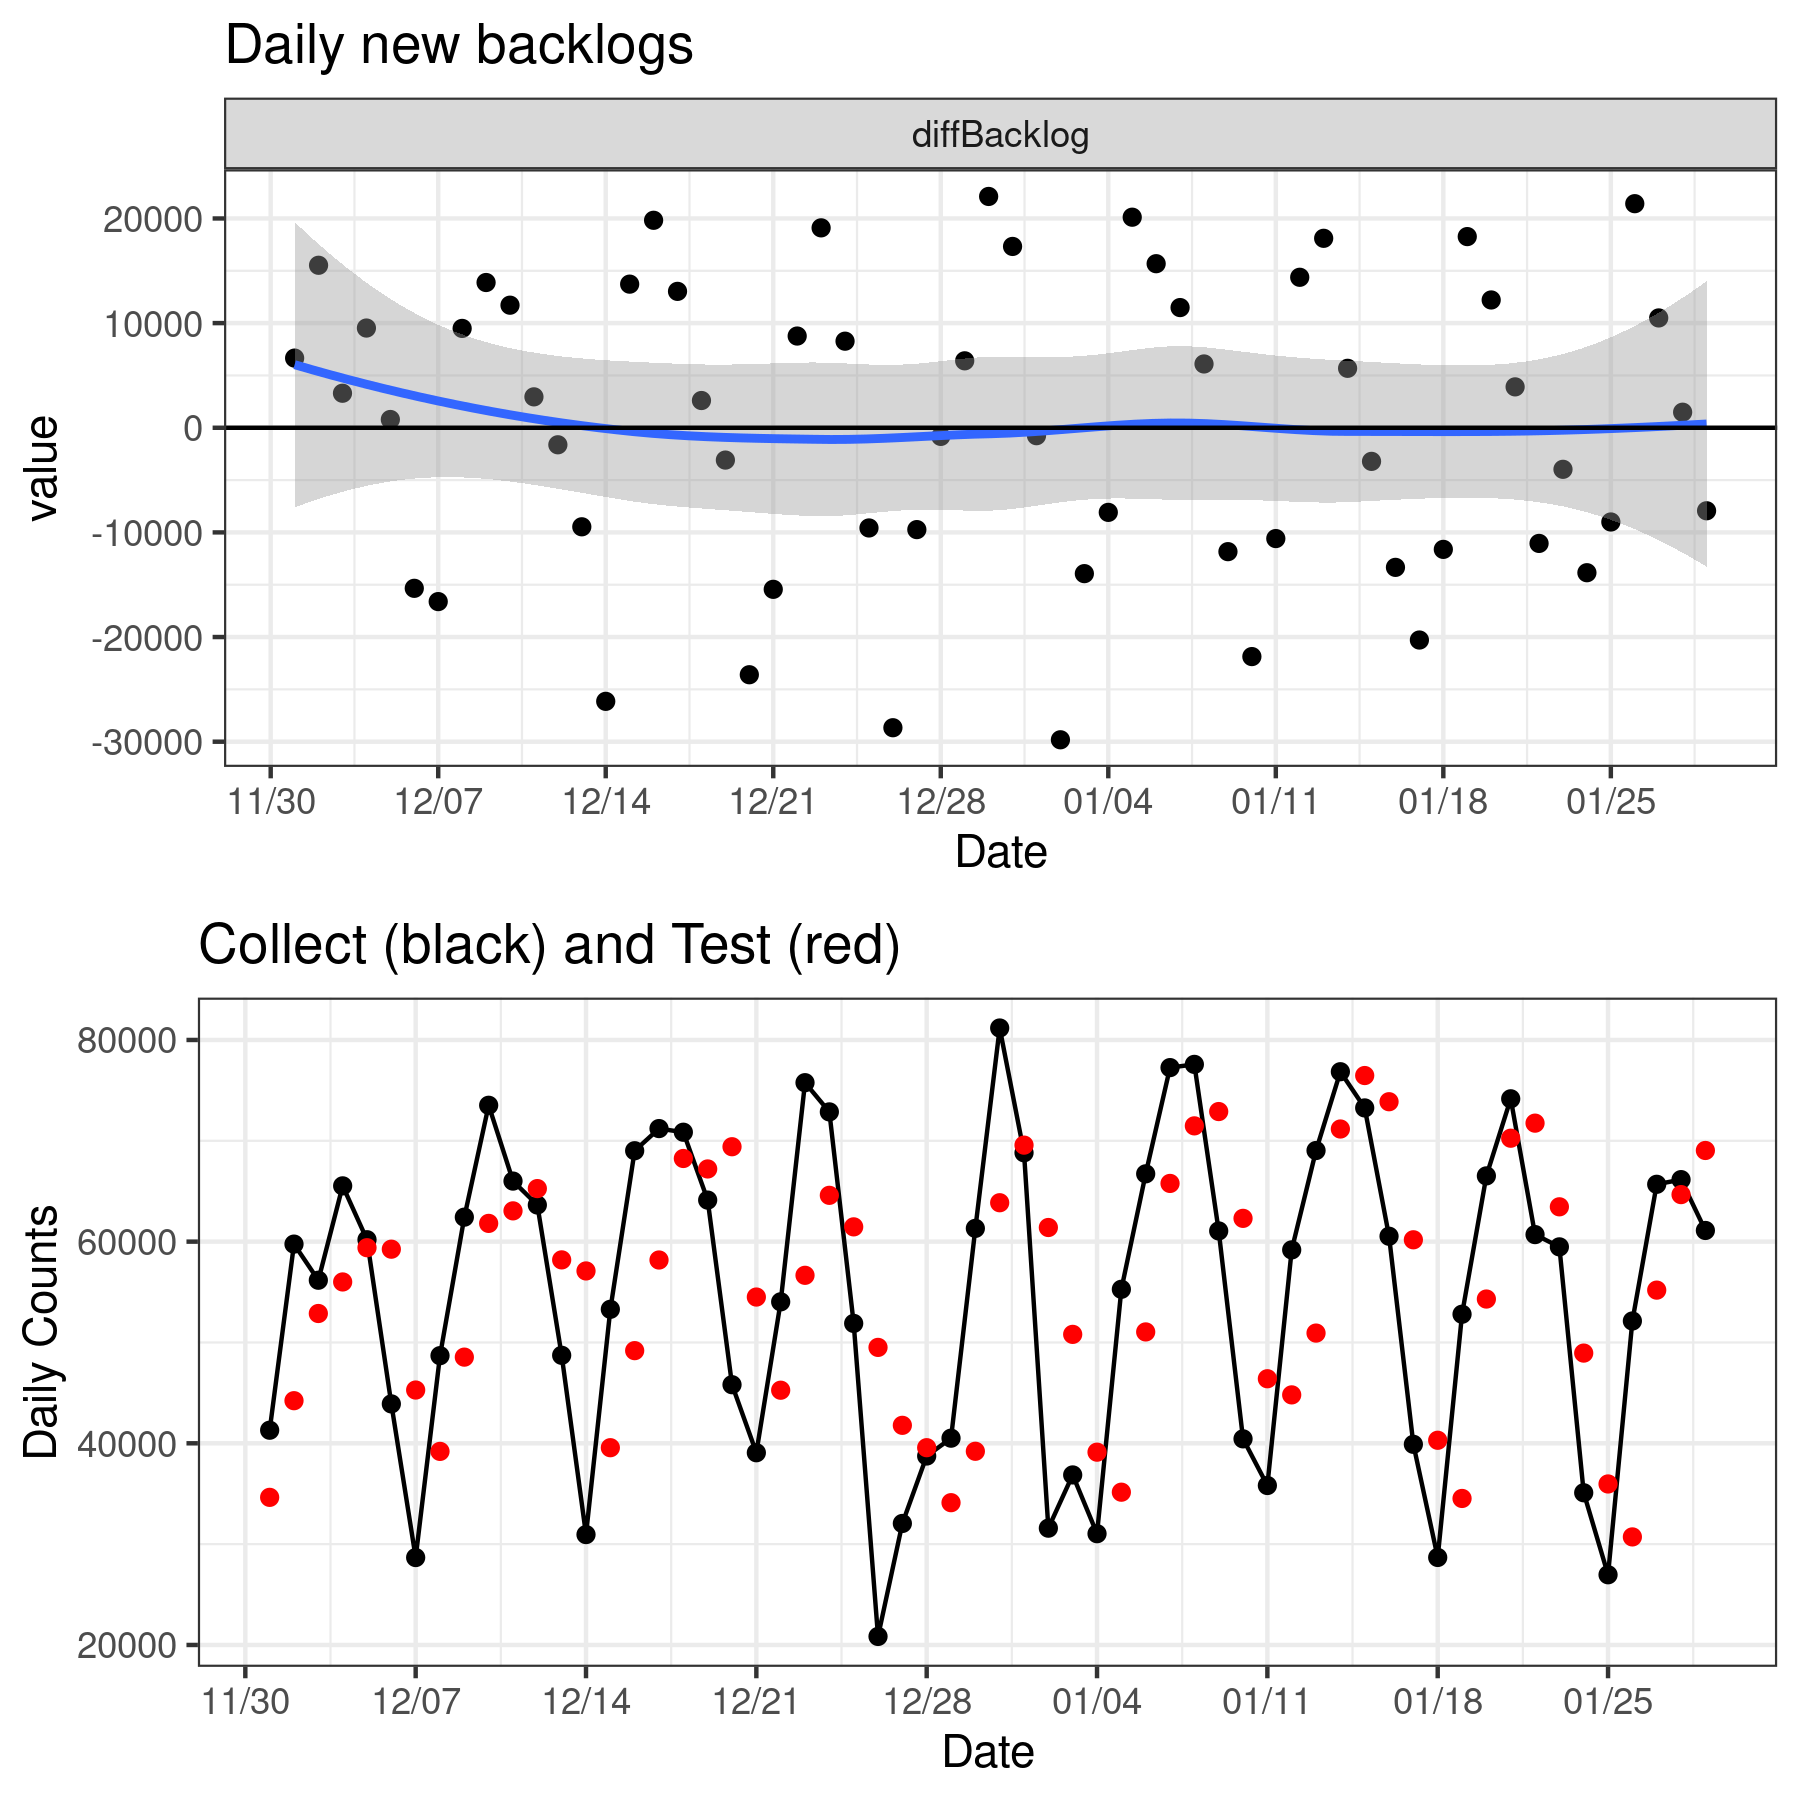 Daily new backlogs
diffBacklog
value
20000
10000
0
-10000
-20000
-30000
11/30 12/07 12/14 12/21 12/28 01/04 01/11 01/18 01/25
Date
Collect (black) and Test (red)
Daily Counts
80000
60000
40000
20000
11/30 12/07 12/14 12/21 12/28 01/04 01/11 01/18 01/25
Date